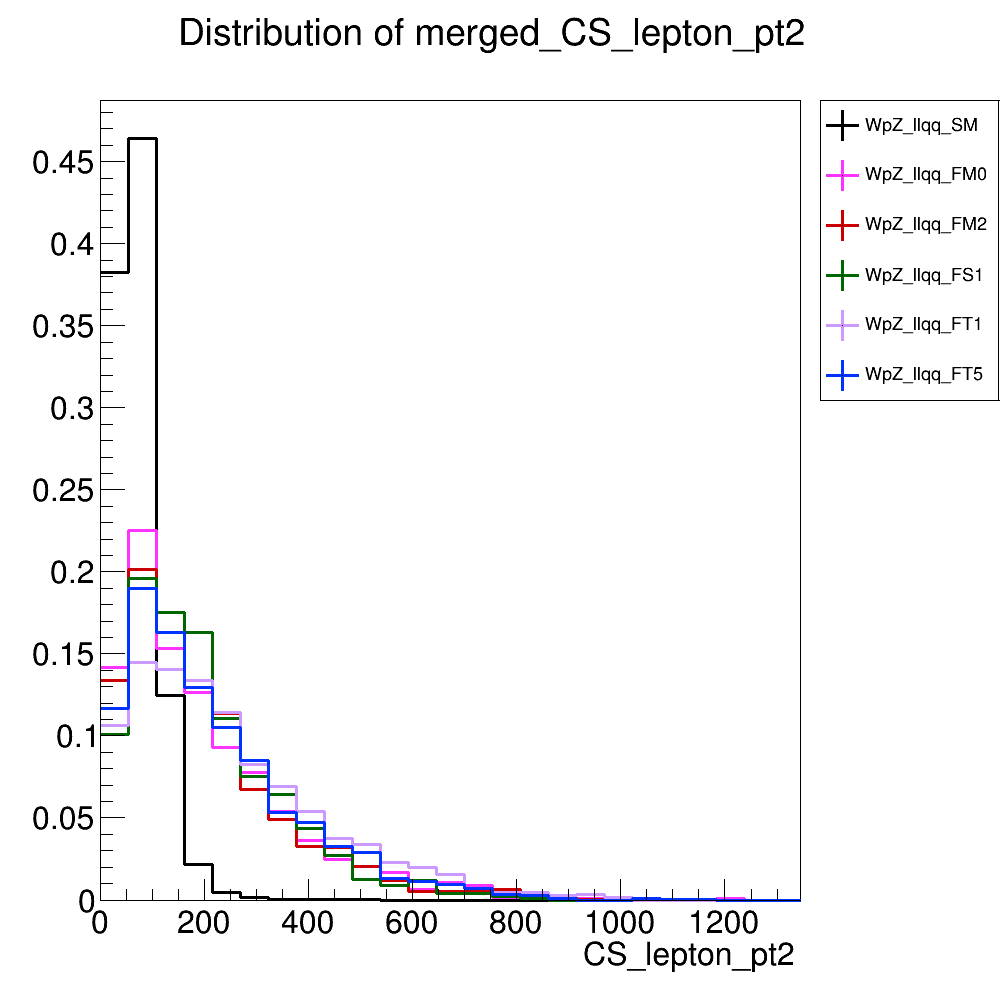 Distribution of merged_CS_lepton_pt2
WpZ_llqq_SM
WpZ_llqq_FM0
WpZ_llqq_FM2
WpZ_llqq_FS1
WpZ_llqq_FT1
WpZ_llqq_FT5
0.45
0.4
0.35
0.3
0.25
0.2
0.15
0.1
0.05
0
0 200 400 600 800 1000 1200
CS_lepton_pt2